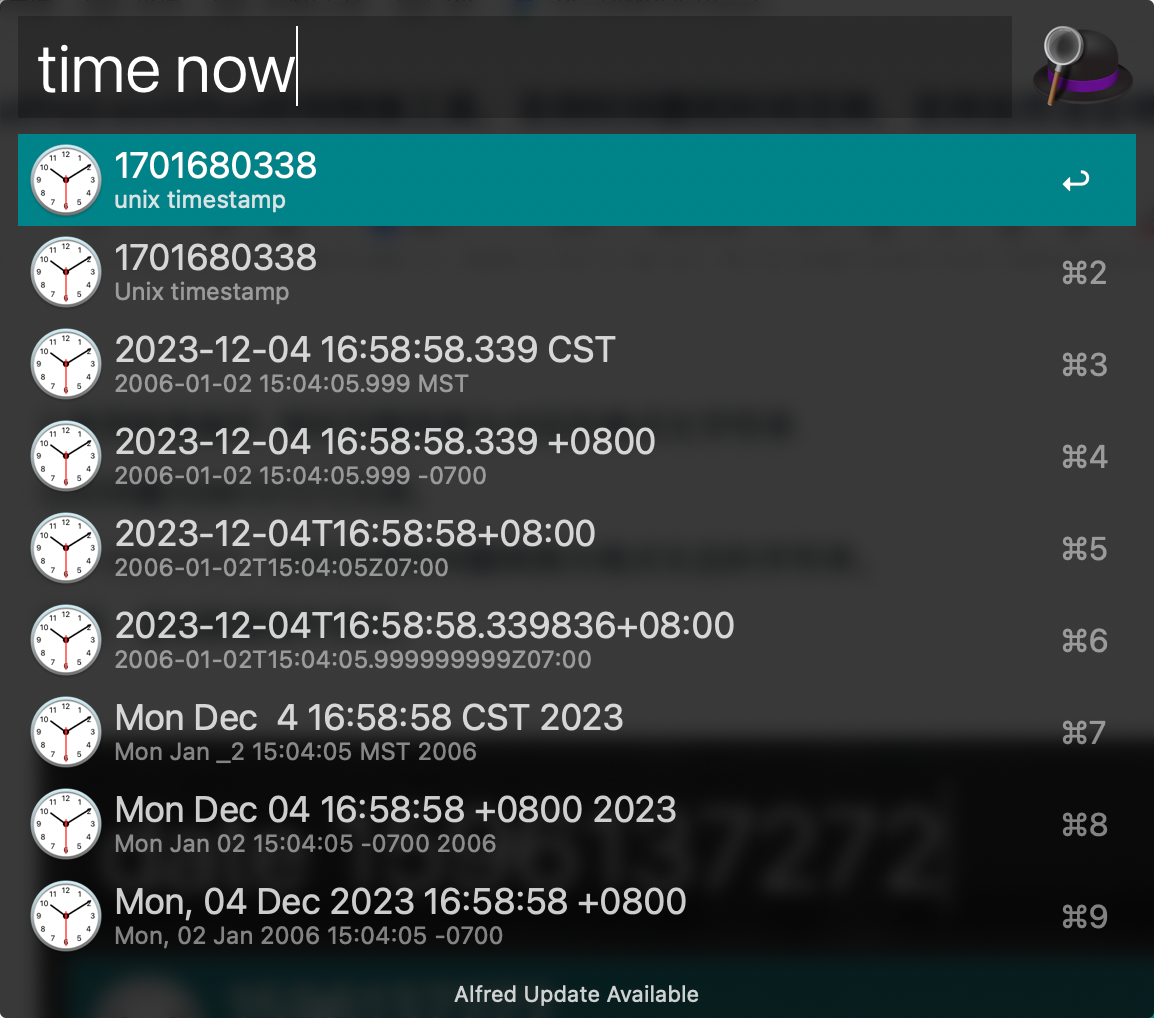 time now
1701680338
unix timestamp
1701680338
Unix timestamp
⌘2
2023-12-04 16:58:58.339 CST
2006-01-02 15:04:05.999 MST
⌘3
2023-12-04 16:58:58.339 +0800
2006-01-02 15:04:05.999 -0700
⌘4
2023-12-04T16:58:58+08:00
2006-01-02T15:04:05Z07:00
⌘5
2023-12-04T16:58:58.339836+08:00
2006-01-02T15:04:05.999999999Z07:00
⌘6
Mon Dec  4 16:58:58 CST 2023
Mon Jan _2 15:04:05 MST 2006
⌘7
Mon Dec 04 16:58:58 +0800 2023
Mon Jan 02 15:04:05 -0700 2006
⌘8
Mon, 04 Dec 2023 16:58:58 +0800
Mon, 02 Jan 2006 15:04:05 -0700
⌘9
Alfred Update Available